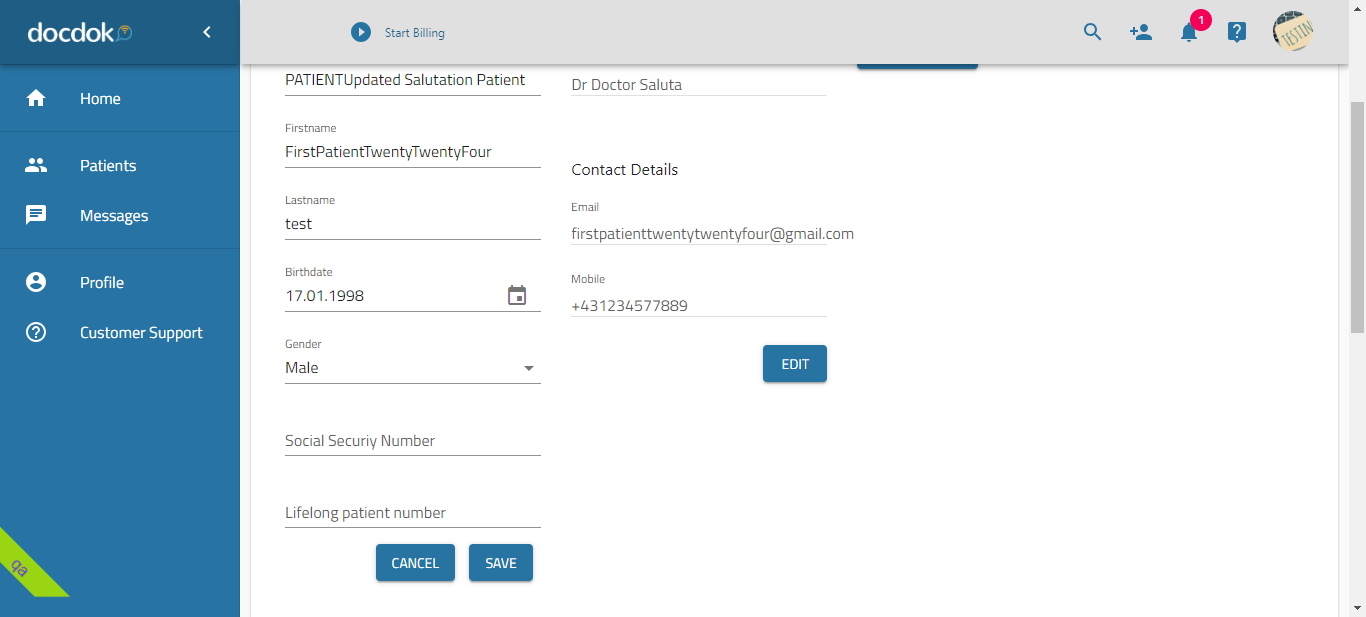 docdok
Start Billing
1
?
TESTIN
Home
Patients
Messages
Profile
Customer Support
qa
PATIENTUpdated Salutation Patient
Firstname
FirstPatientTwentyTwentyFour
Lastname
test
Birthdate
17.01.1998
Gender
Male
Social Securiy Number
Lifelong patient number
CANCEL
SAVE
Dr Doctor Saluta
Contact Details
Email
firstpatienttwentytwentyfour@gmail.com
Mobile
+431234577889
EDIT